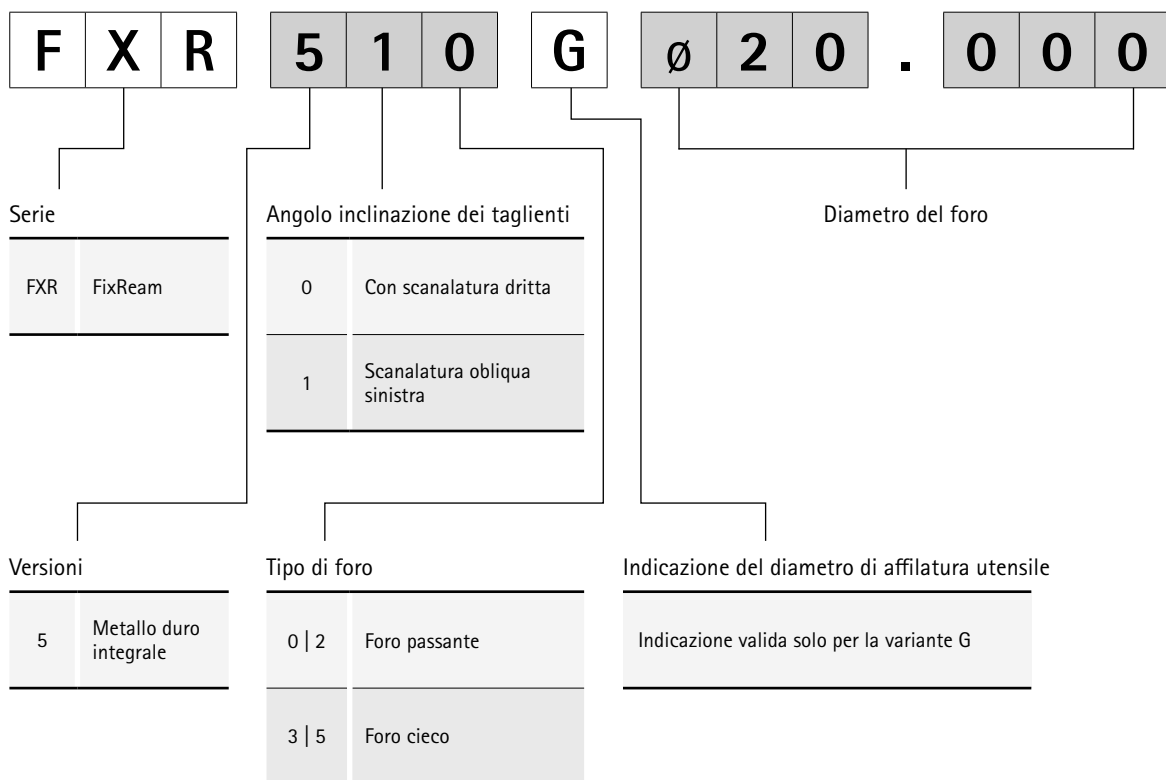 F X R 5 1 0 G ø 2 0 . 0 0 0
Serie
FXR FixReam
Angolo inclinazione dei taglienti
0 Con scanalatura dritta
1 Scanalatura obliqua
sinistra
Diametro del foro
Versioni
5 Metallo duro
integrale
Tipo di foro
0 | 2 Foro passante
3 | 5 Foro cieco
Indicazione del diametro di affilatura utensile
Indicazione valida solo per la variante G